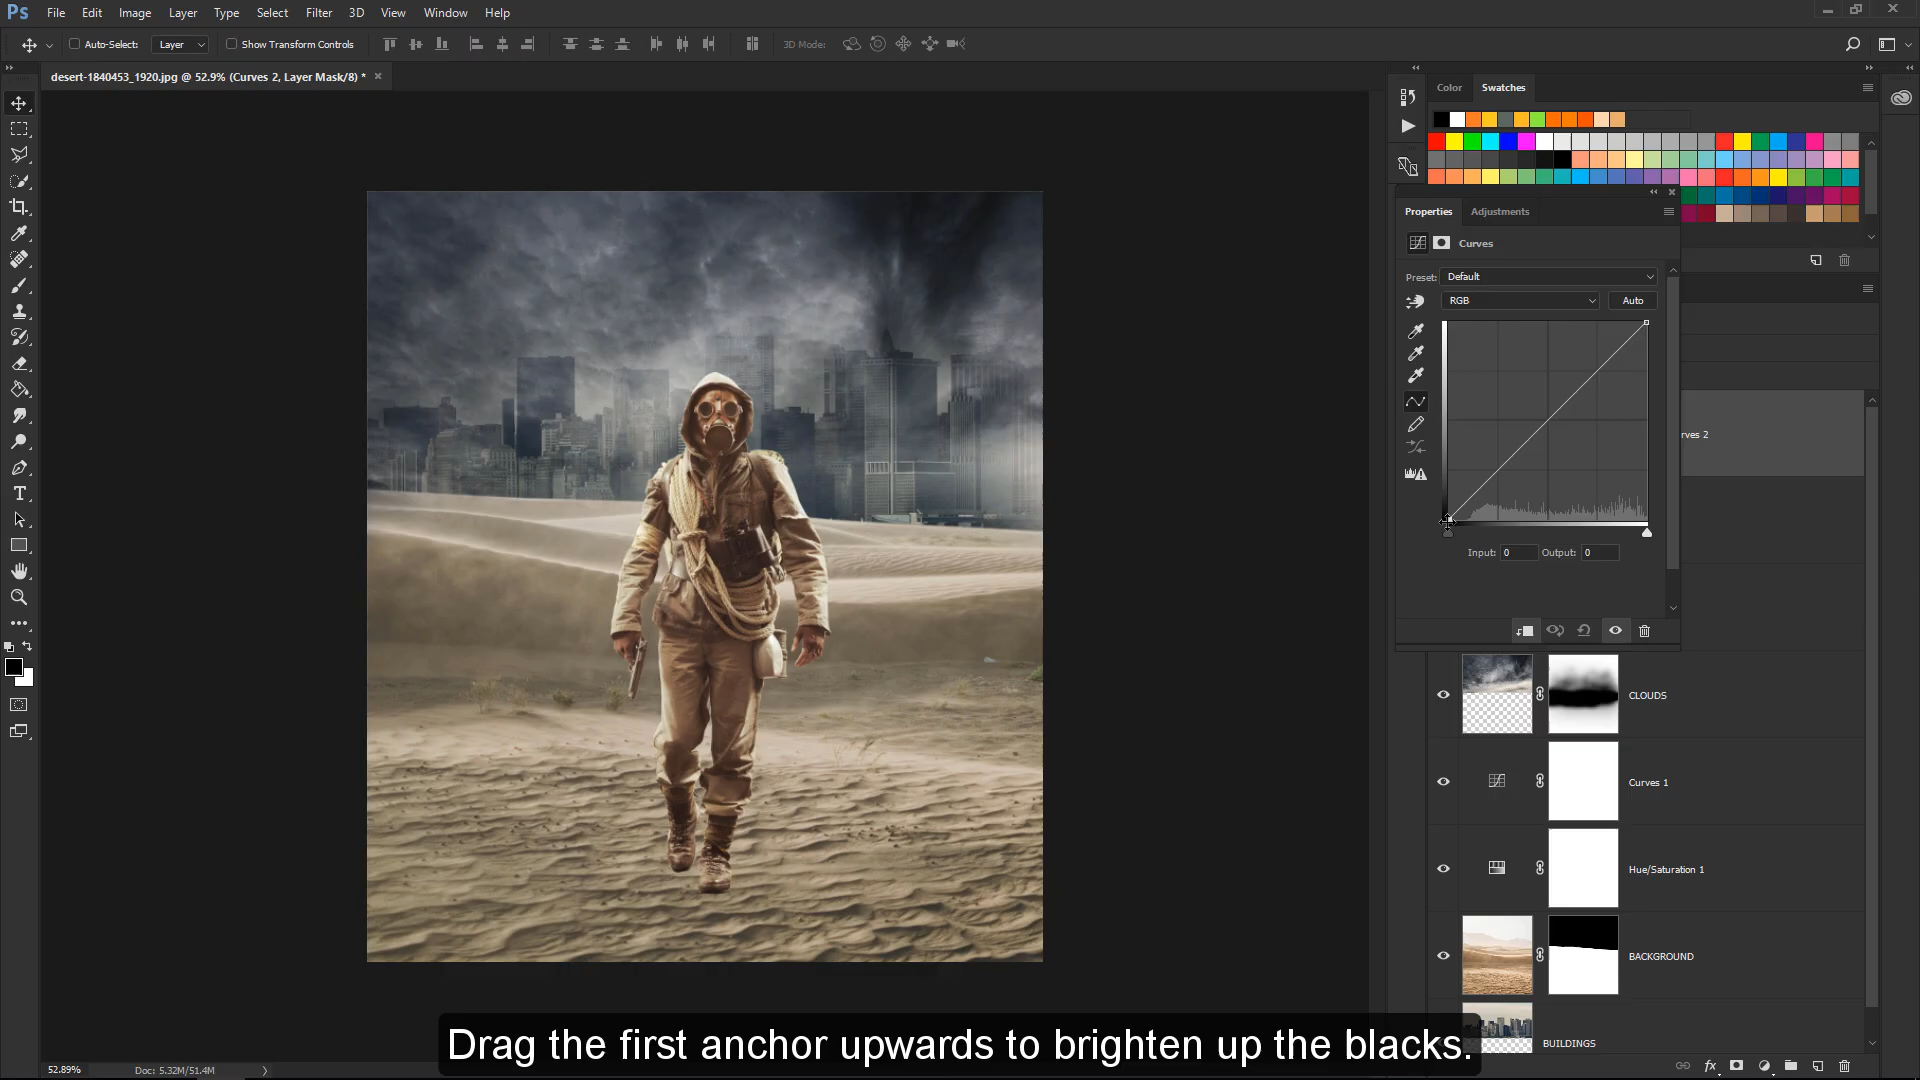 Ps File Edit Image Layer Type Select Filter 3D View Window Help
Auto-Select: Layer Show Transform Controls 3D Mode:
desert-1840453_1920.jpg @ 52.9% (Curves 2, Layer Mask/8) *
Color Swatches
Properties Adjustments
Curves
Preset: Default
RGB Auto
rves 2
Input: 0 Output: 0
CLOUDS
Curves 1
Hue/Saturation 1
BACKGROUND
BUILDINGS
Drag the first anchor upwards to brighten up the blacks.
52.89% Doc: 5.32M/51.4M
fx